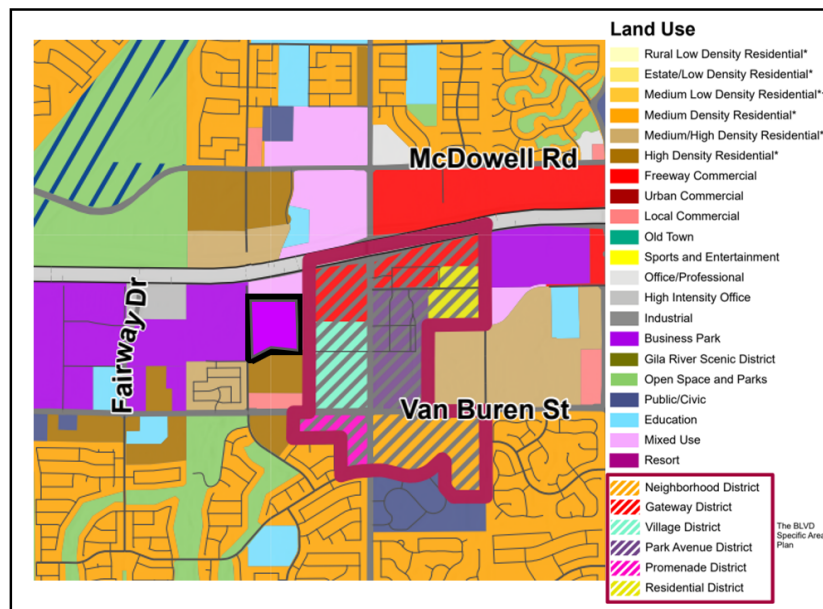 Land Use
Rural Low Density Residential*
Estate/Low Density Residential*
Medium Low Density Residential*
Medium Density Residential*
Medium/High Density Residential*
High Density Residential*
Freeway Commercial
Urban Commercial
Local Commercial
Old Town
Sports and Entertainment
Office/Professional
High Intensity Office
Industrial
Business Park
Gila River Scenic District
Open Space and Parks
Public/Civic
Education
Mixed Use
Resort
Neighborhood District
Gateway District
Village District
Park Avenue District
Promenade District
Residential District
The BLVD
Specific Area
Plan
McDowell Rd
Fairway Dr
Van Buren St